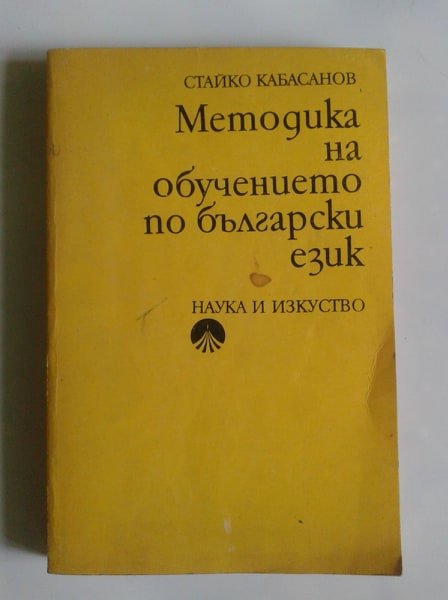 СТАЙКО КАБАСАНОВ
Методика
на
обучението
по български
език
НАУКА И ИЗКУСТВО